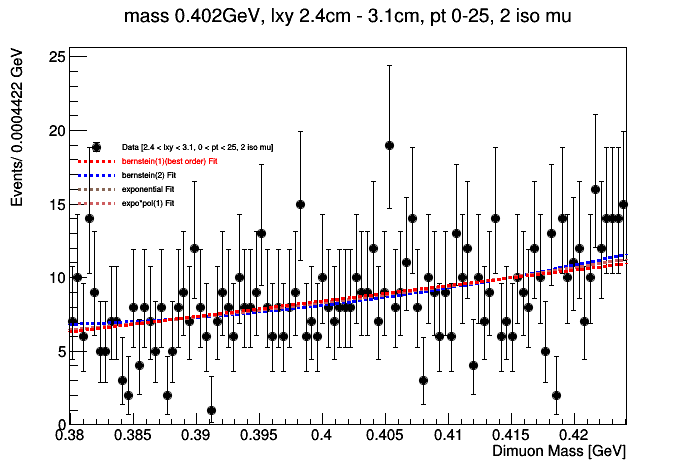 mass 0.402GeV, lxy 2.4cm - 3.1cm, pt 0-25, 2 iso mu
Events/ 0.0004422 GeV
25
20
15
10
5
0
Data [2.4 < lxy < 3.1, 0 < pt < 25, 2 iso mu]
bernstein(1)(best order) Fit
bernstein(2) Fit
exponential Fit
expo*pol(1) Fit
0.38 0.385 0.39 0.395 0.4 0.405 0.41 0.415 0.42
Dimuon Mass [GeV]